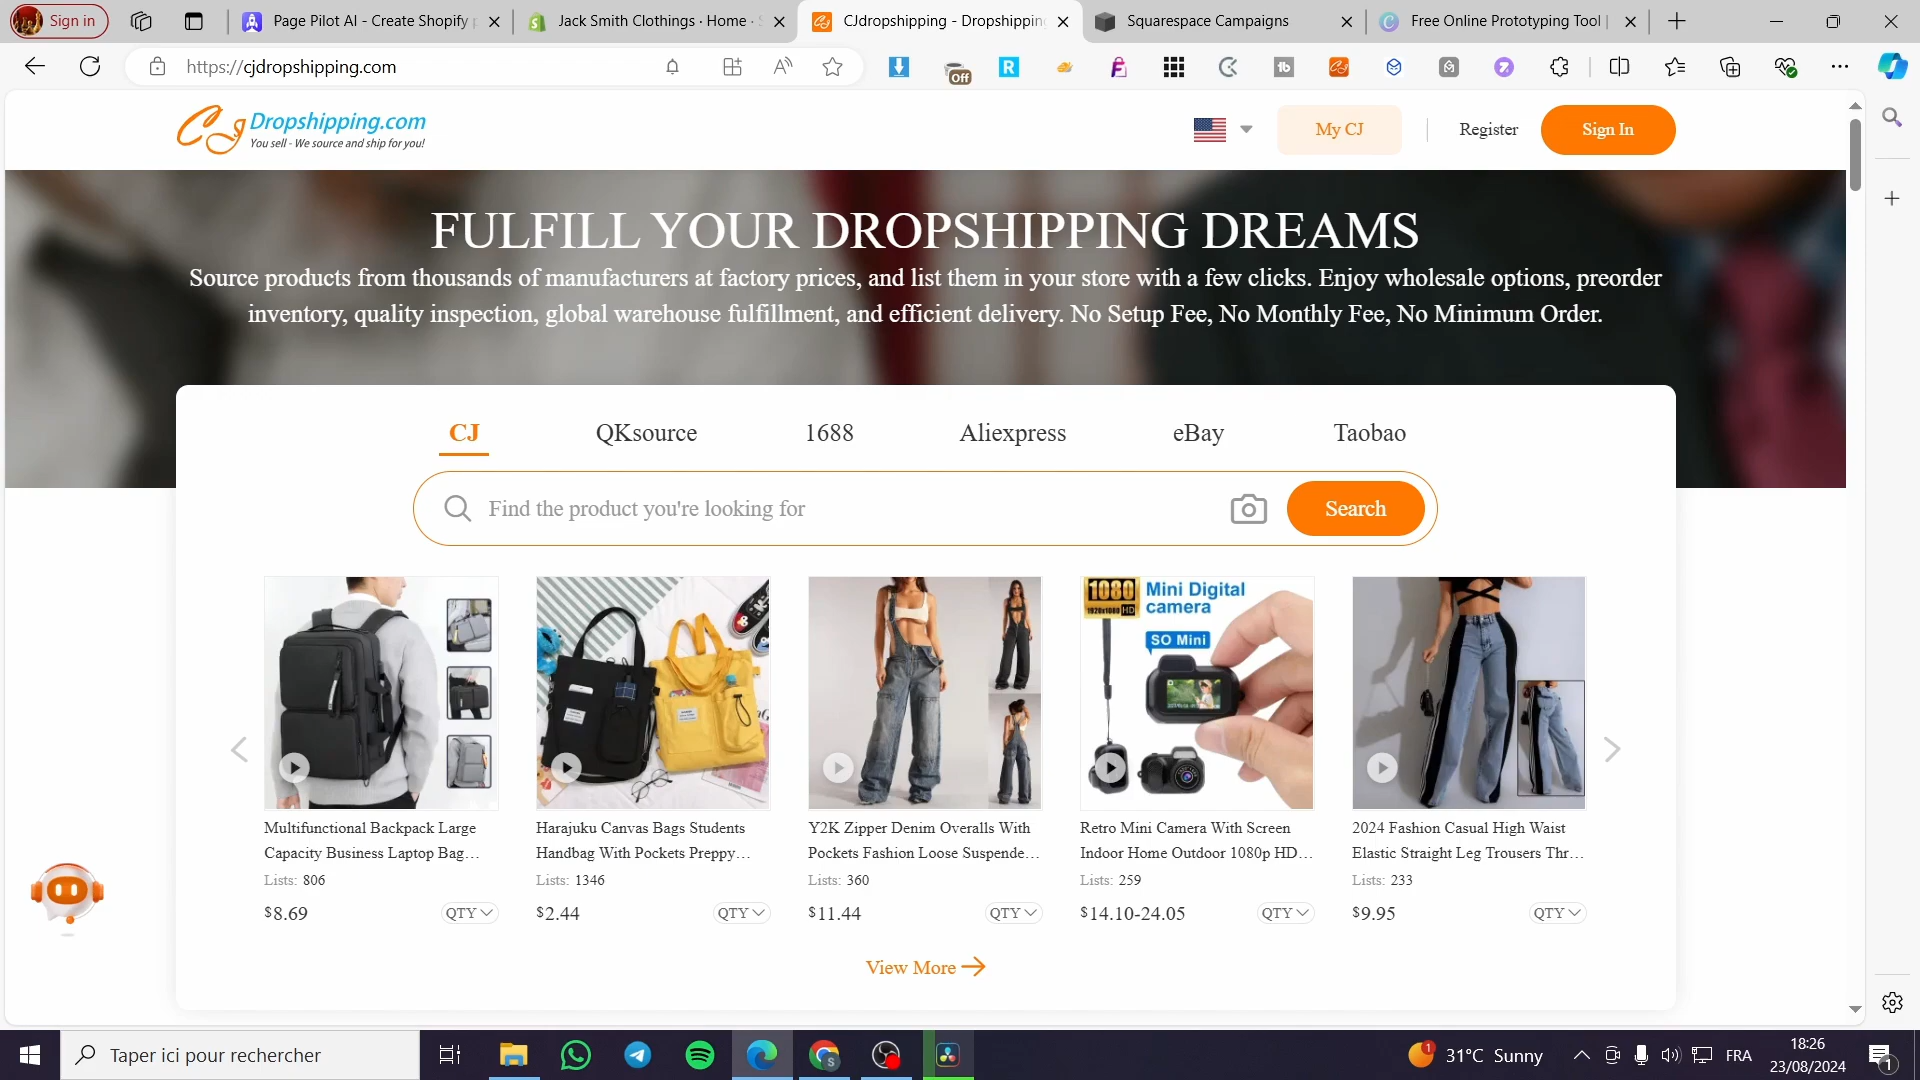 Sign in
Page Pilot AI - Create Shopify p
Jack Smith Clothings · Home · S
CJdropshipping - Dropshipping
Squarespace Campaigns
Free Online Prototyping Tool |
https://cjdropshipping.com
Off
CJ Dropshipping.com
You sell - We source and ship for you!
My CJ
Register
Sign In
FULFILL YOUR DROPSHIPPING DREAMS
Source products from thousands of manufacturers at factory prices, and list them in your store with a few clicks. Enjoy wholesale options, preorder
inventory, quality inspection, global warehouse fulfillment, and efficient delivery. No Setup Fee, No Monthly Fee, No Minimum Order.
CJ
QKsource
1688
Aliexpress
eBay
Taobao
Find the product you're looking for
Search
1080
1920x1080 HD
Mini Digital
camera
SO Mini
Multifunctional Backpack Large
Capacity Business Laptop Bag...
Lists: 806
$8.69
QTY
Harajuku Canvas Bags Students
Handbag With Pockets Preppy...
Lists: 1346
$2.44
QTY
Y2K Zipper Denim Overalls With
Pockets Fashion Loose Suspende...
Lists: 360
$11.44
QTY
Retro Mini Camera With Screen
Indoor Home Outdoor 1080p HD...
Lists: 259
$14.10-24.05
QTY
2024 Fashion Casual High Waist
Elastic Straight Leg Trousers Thr...
Lists: 233
$9.95
QTY
View More
Taper ici pour rechercher
1
31°C Sunny
FRA
18:26
23/08/2024
1